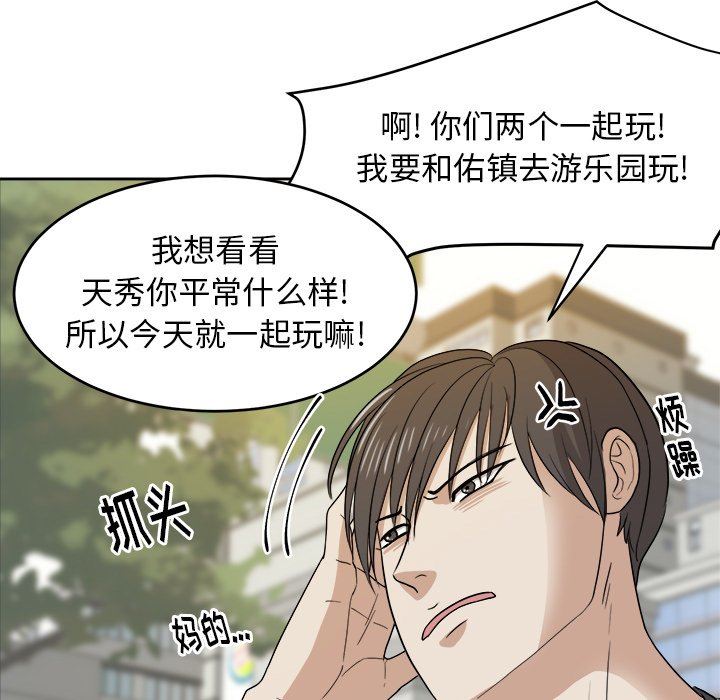 啊! 你们两个一起玩!
我要和佑镇去游乐园玩!
我想看看
天秀你平常什么样!
所以今天就一起玩嘛!
烦
躁
抓头
妈的...